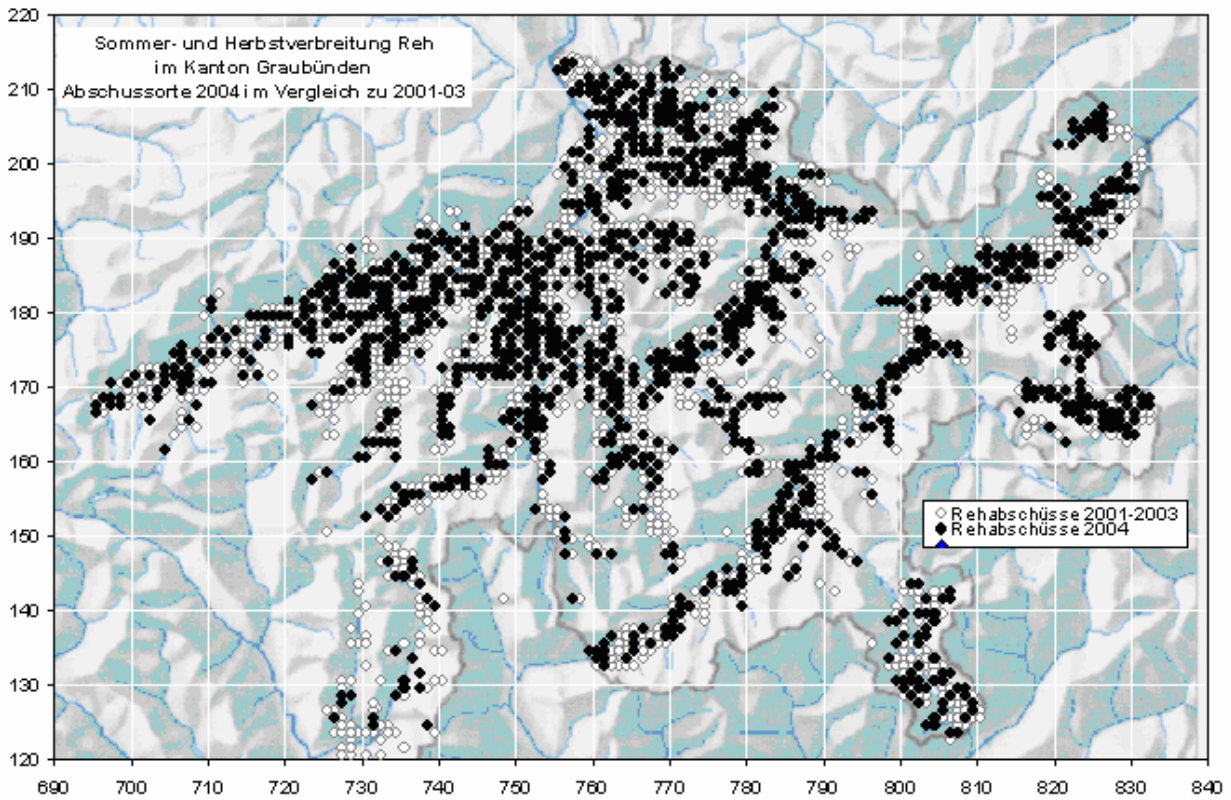 Sommer- und Herbstverbreitung Reh
im Kanton Graubünden
Abschussorte 2004 im Vergleich zu 2001-03
220
210
200
190
180
170
160
150
140
130
120
Rehabschüsse 2001-2003
Rehabschüsse 2004
690 700 710 720 730 740 750 760 770 780 790 800 810 820 830 840